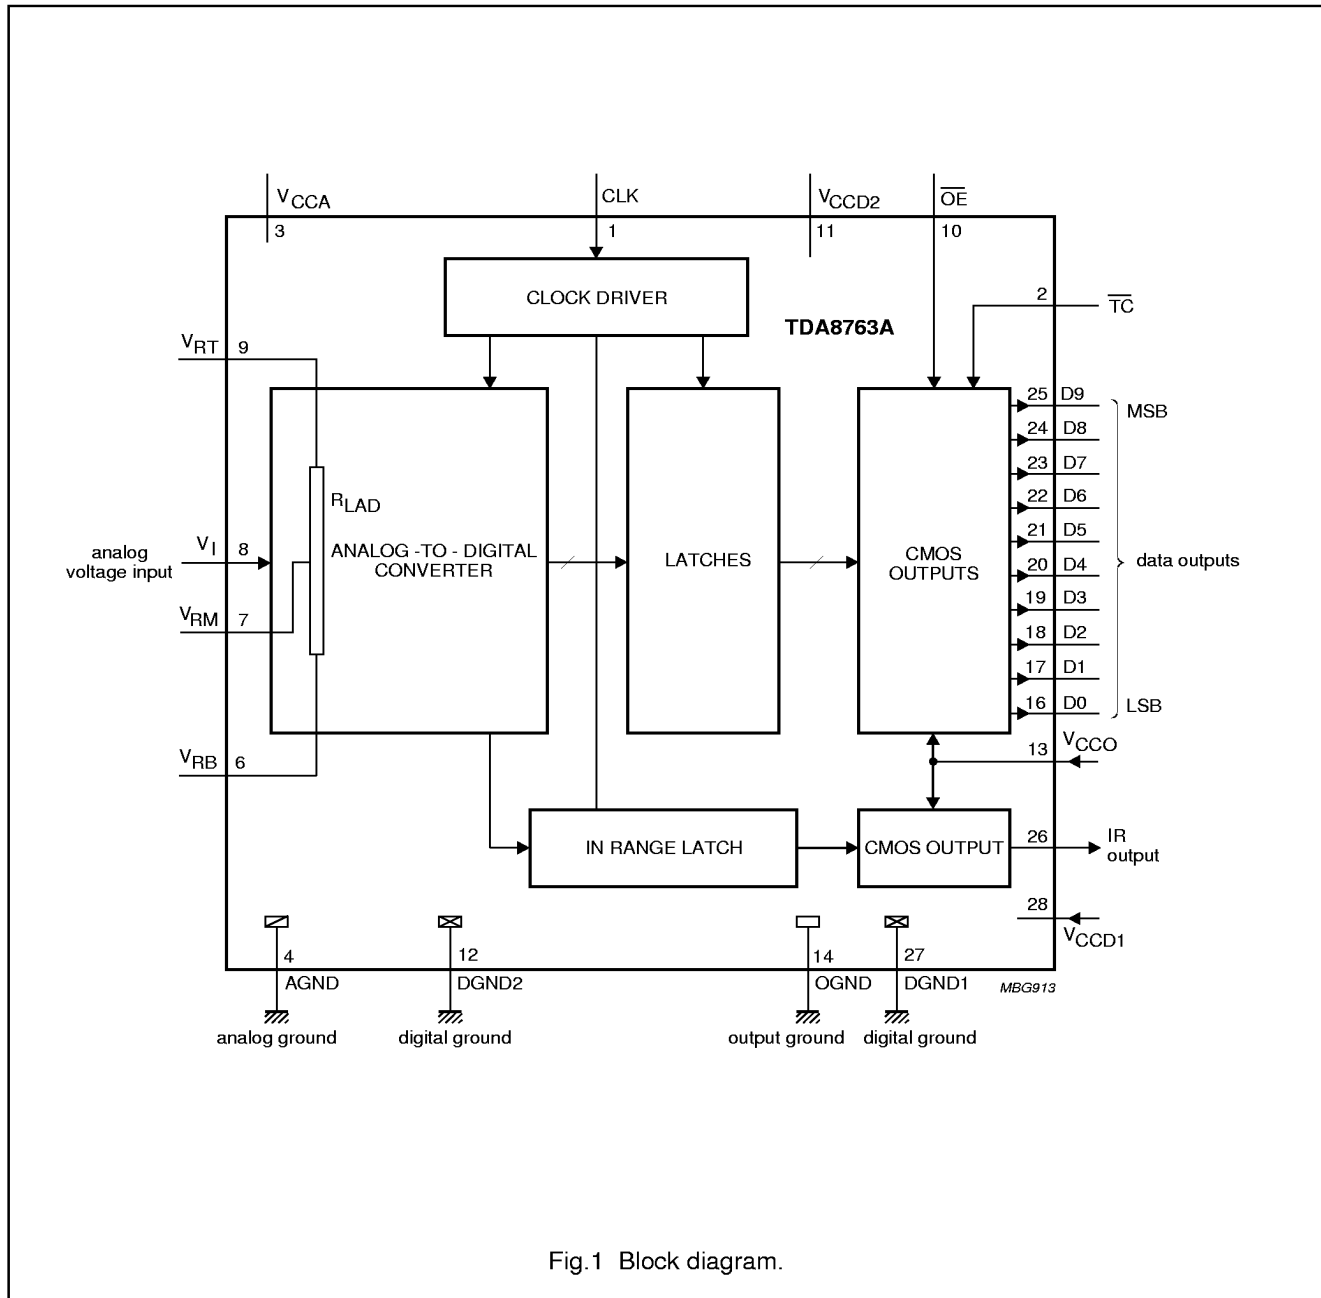 VCCA
CLK
VCCD2
OE
3
1
11
10
CLOCK DRIVER
2
TC
TDA8763A
VRT
9
25 D9
MSB
24 D8
23 D7
RLAD
22 D6
21 D5
analog
voltage input
VI
8
ANALOG -TO - DIGITAL
CONVERTER
LATCHES
CMOS
OUTPUTS
20 D4
data outputs
19 D3
VRM
7
18 D2
17 D1
16 D0
LSB
VRB
6
13
VCCO
IN RANGE LATCH
CMOS OUTPUT
26
IR
output
28
VCCD1
4
12
14
27
AGND
DGND2
OGND
DGND1
MBG913
analog ground
digital ground
output ground
digital ground
Fig.1 Block diagram.